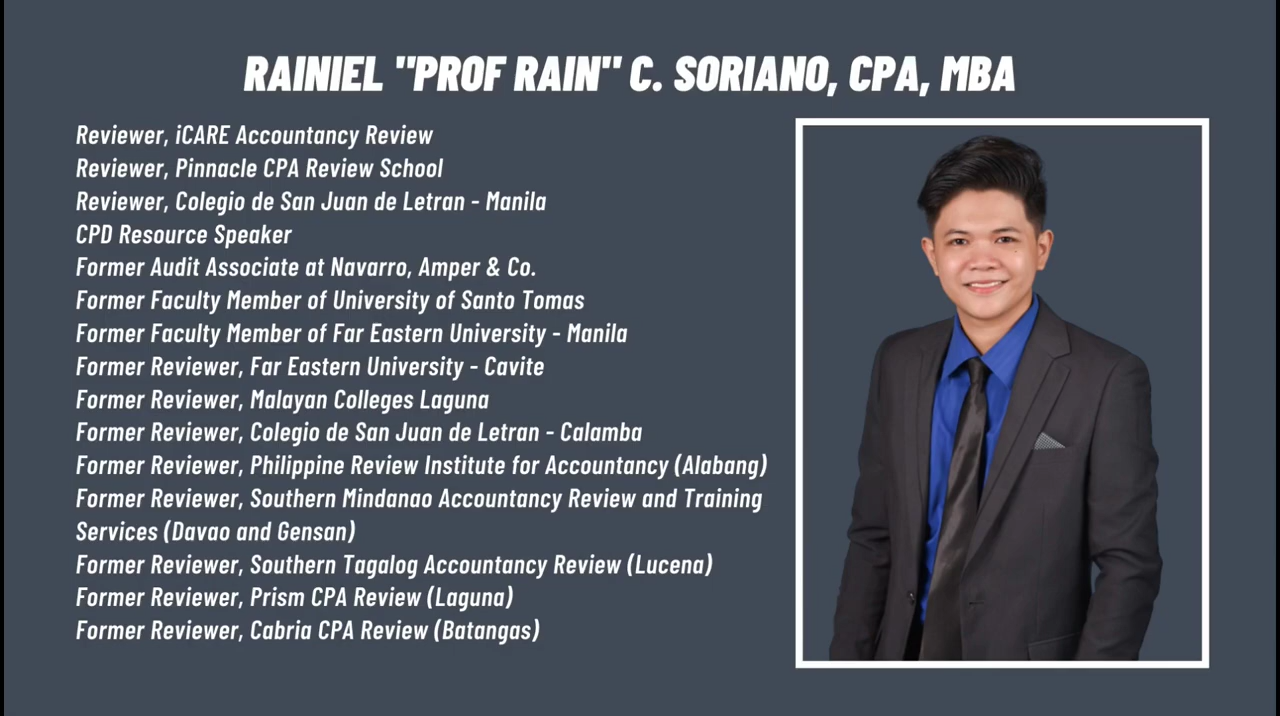 RAINIEL "PROF RAIN" C. SORIANO, CPA, MBA
Reviewer, iCARE Accountancy Review
Reviewer, Pinnacle CPA Review School
Reviewer, Colegio de San Juan de Letran - Manila
CPD Resource Speaker
Former Audit Associate at Navarro, Amper & Co.
Former Faculty Member of University of Santo Tomas
Former Faculty Member of Far Eastern University - Manila
Former Reviewer, Far Eastern University - Cavite
Former Reviewer, Malayan Colleges Laguna
Former Reviewer, Colegio de San Juan de Letran - Calamba
Former Reviewer, Philippine Review Institute for Accountancy (Alabang)
Former Reviewer, Southern Mindanao Accountancy Review and Training
Services (Davao and Gensan)
Former Reviewer, Southern Tagalog Accountancy Review (Lucena)
Former Reviewer, Prism CPA Review (Laguna)
Former Reviewer, Cabria CPA Review (Batangas)